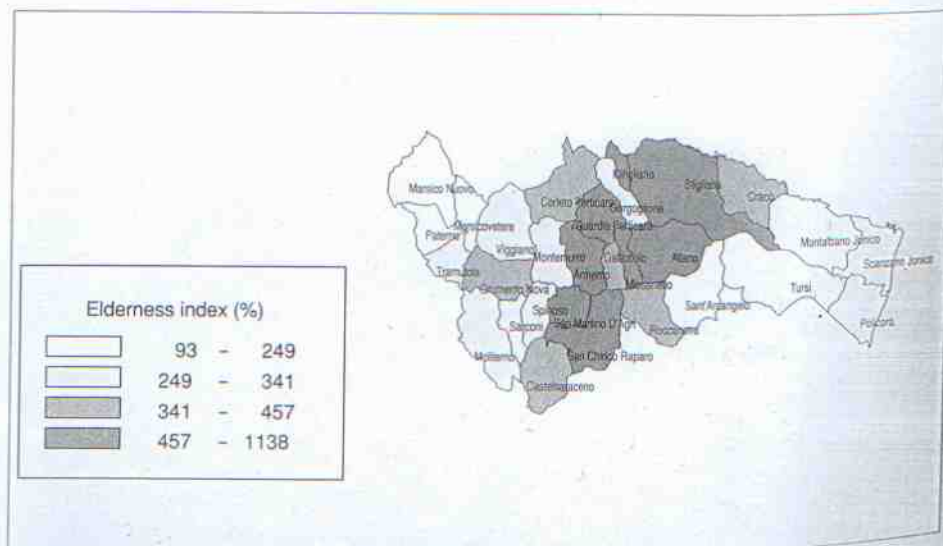 Marsico Nuovo
Marsicovetere
Paterno
Tramutola
Viggiano
Grumento Nova
Moliterno
Sarconi
Spinoso
Montemurro
Corleto Perticara
Guardia Perticara
Armento
Gallicchio
Missanello
San Martino D'Agri
San Chirico Raparo
Castelsaraceno
Roccanova
Cirigliano
Gorgoglione
Stigliano
Aliano
Craco
Sant'Arcangelo
Tursi
Montalbano Jonico
Scanzano Jonico
Policoro
Elderness index (%)
93 - 249
249 - 341
341 - 457
457 - 1138